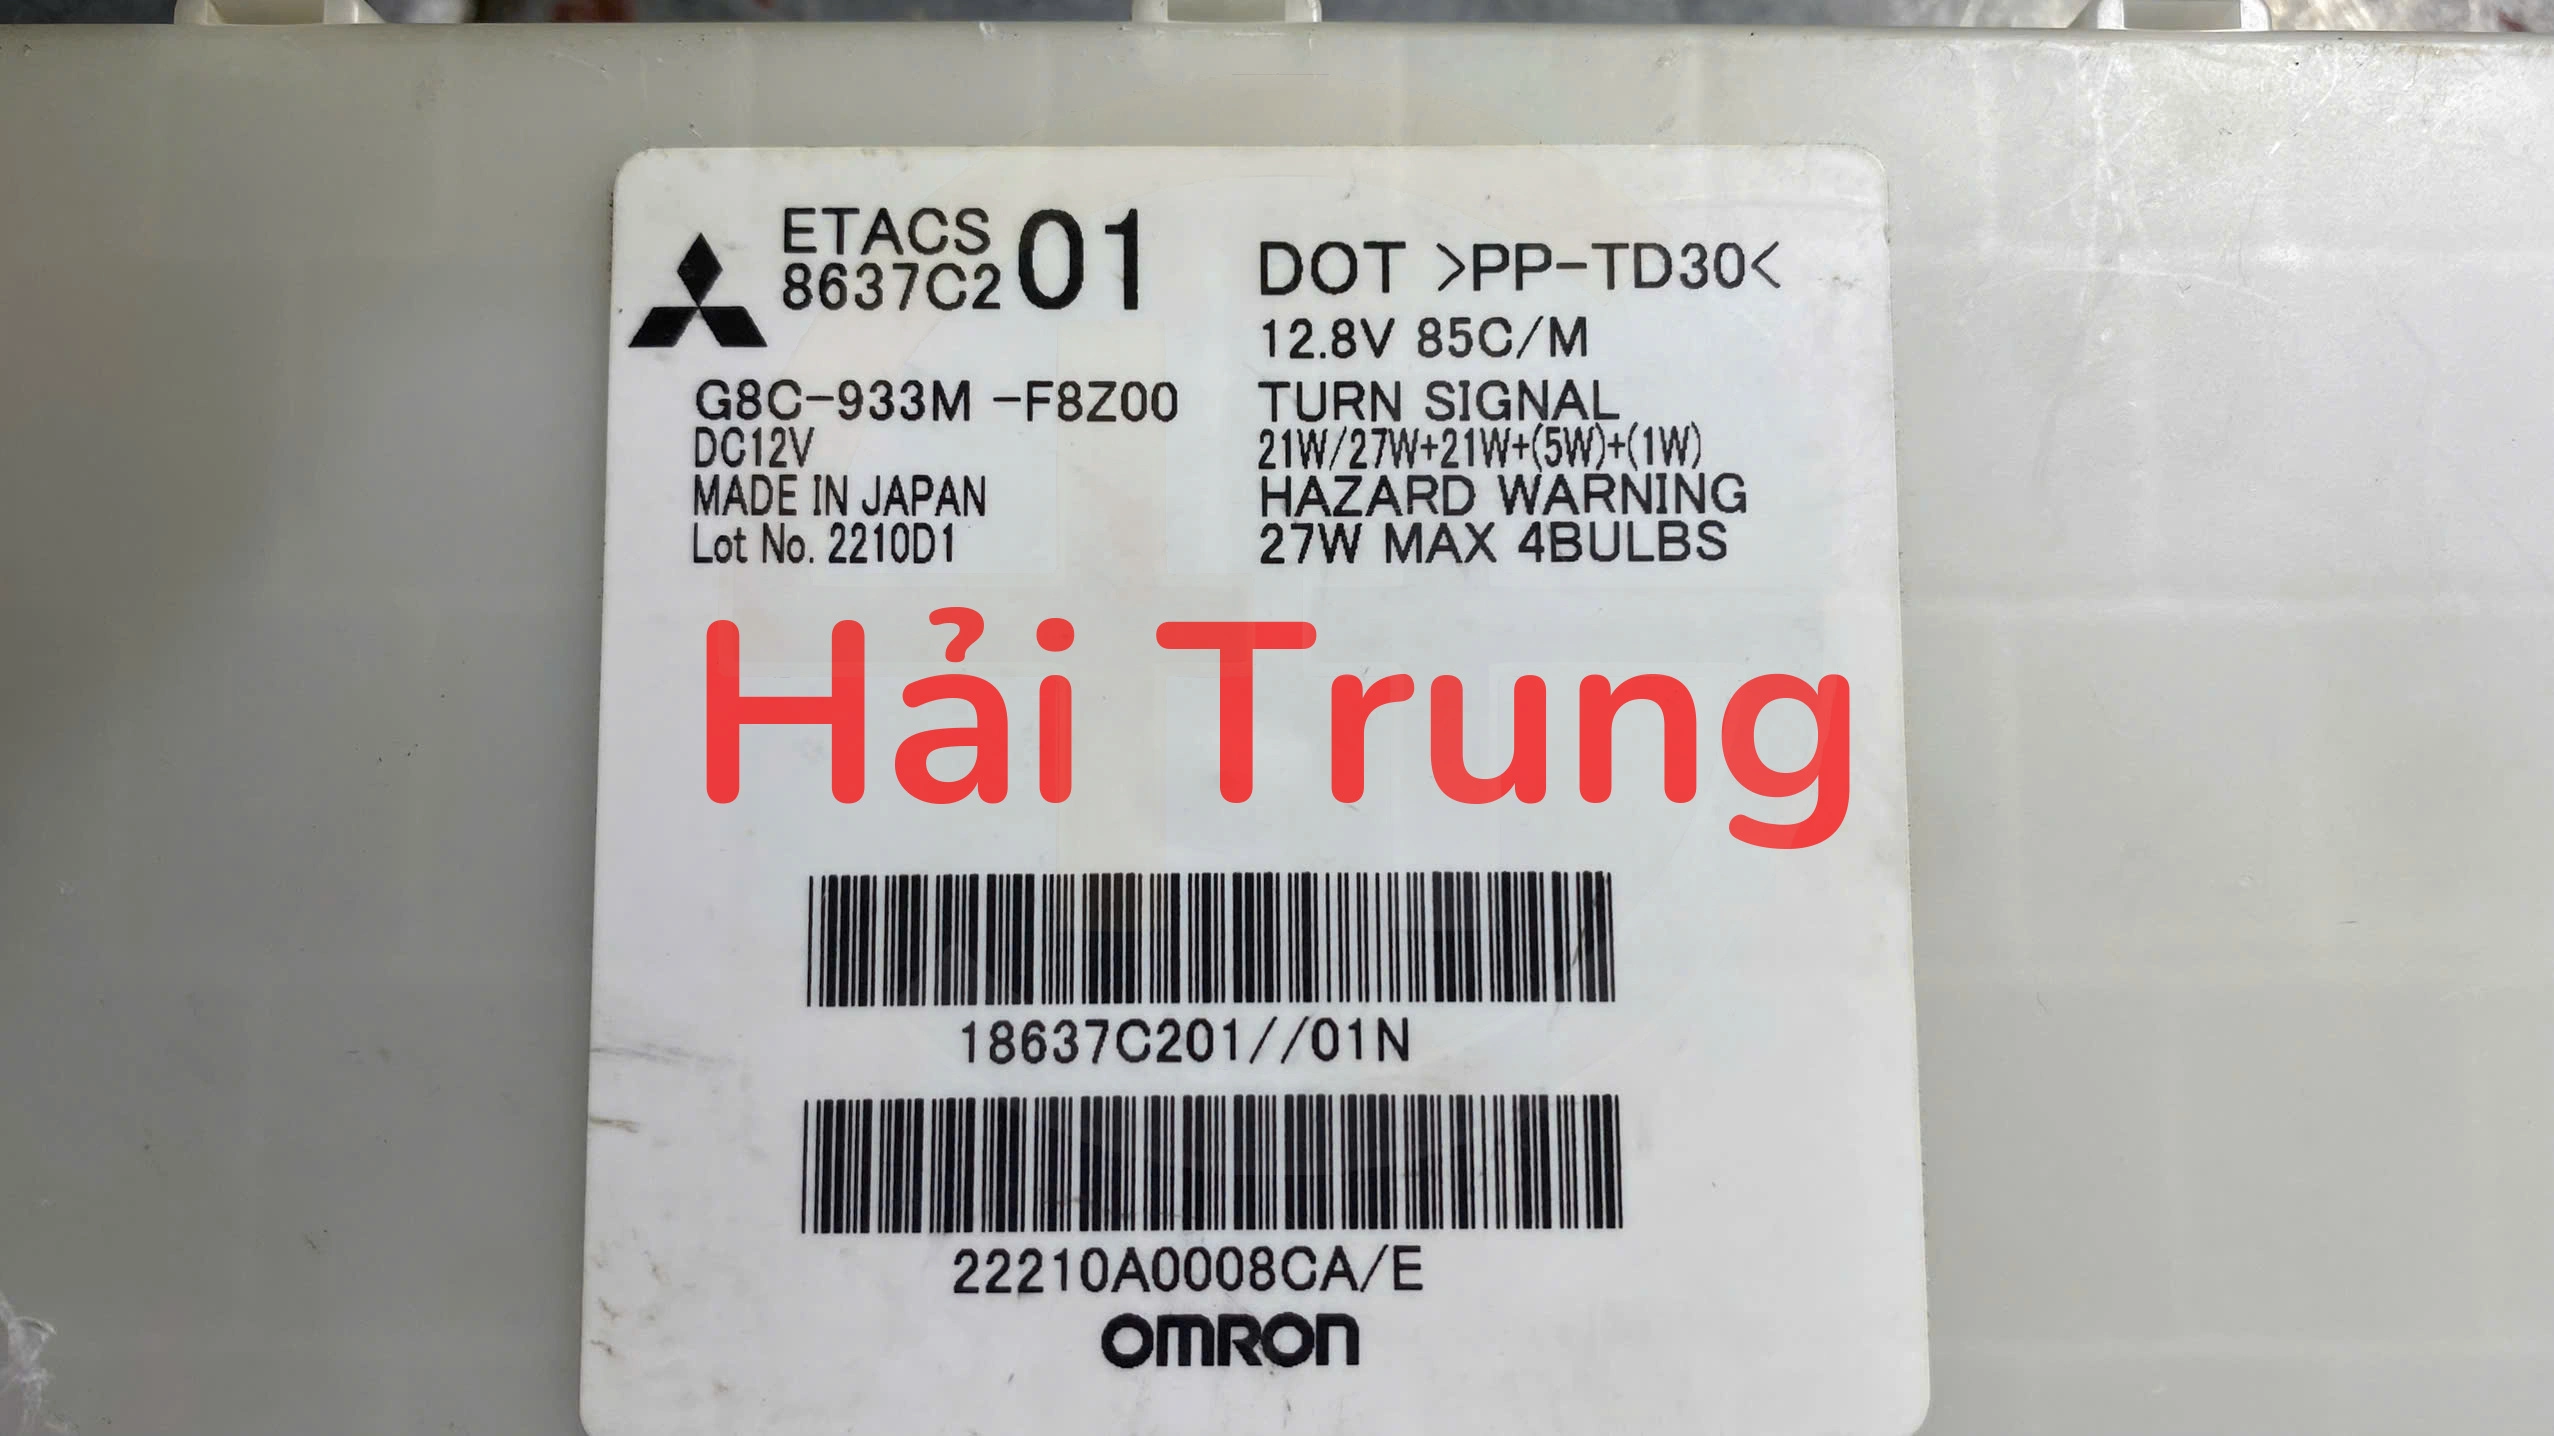 ETACS
8637C2 01
G8C-933M -F8Z00
DC12V
MADE IN JAPAN
Lot No. 2210D1
DOT >PP-TD30<
12.8V 85C/M
TURN SIGNAL
21W/27W+21W+(5W)+(1W)
HAZARD WARNING
27W MAX 4BULBS
Hải Trung
18637C201//01N
22210A0008CA/E
OMRON